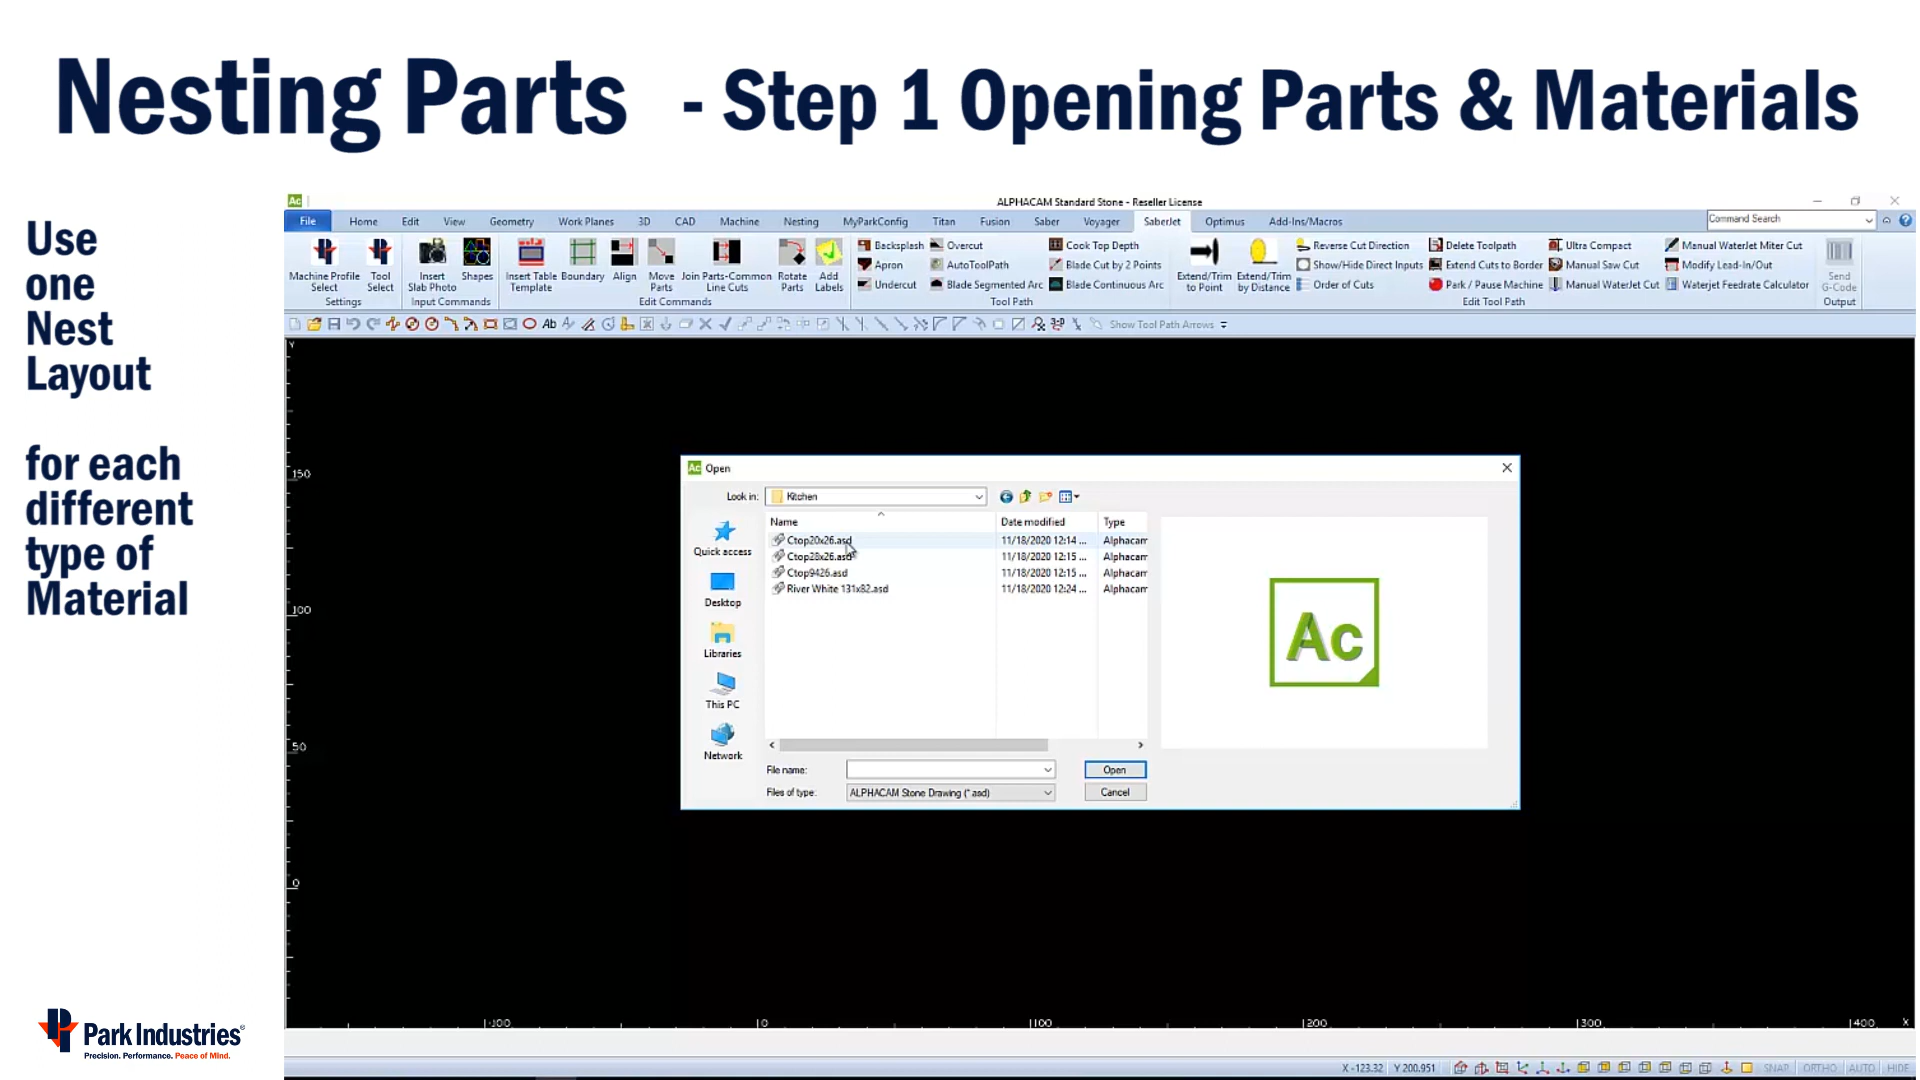 Nesting Parts - Step 1 Opening Parts & Materials
Use
one
Nest
Layout
for each
different
type of
Material
Park Industries®
Precision. Performance. Peace of Mind.
Ac
ALPHACAM Standard Stone - Reseller License
File Home Edit View Geometry Work Planes 3D CAD Machine Nesting MyParkConfig Titan Fusion Saber Voyager SaberJet Optimus Add-Ins/Macros
Command Search
Machine Profile Select
Tool Select
Settings
Insert Slab Photo
Shapes
Input Commands
Insert Table Template
Boundary
Align
Move Parts
Join Parts-Common Line Cuts
Rotate Parts
Add Labels
Edit Commands
Backsplash
Apron
Undercut
Overcut
AutoToolPath
Blade Segmented Arc
Cook Top Depth
Blade Cut by 2 Points
Blade Continuous Arc
Tool Path
Extend/Trim to Point
Extend/Trim by Distance
Reverse Cut Direction
Show/Hide Direct Inputs
Order of Cuts
Delete Toolpath
Extend Cuts to Border
Park / Pause Machine
Ultra Compact
Manual Saw Cut
Manual WaterJet Cut
Manual WaterJet Miter Cut
Modify Lead-In/Out
Waterjet Feedrate Calculator
Edit Tool Path
Send G-Code
Output
Ab
Show Tool Path Arrows
Y
150
100
50
0
-100 0 100 200 300 400 X
Ac Open
Look in: Kitchen
Quick access
Desktop
Libraries
This PC
Network
Name Date modified Type
Ctop20x26.asd 11/18/2020 12:14 ... Alphacam
Ctop28x26.asd 11/18/2020 12:15 ... Alphacam
Ctop9426.asd 11/18/2020 12:15 ... Alphacam
River White 131x82.asd 11/18/2020 12:24 ... Alphacam
Ac
File name:
Open
Files of type: ALPHACAM Stone Drawing (*.asd)
Cancel
X -123.32 Y 200.951
SNAP ORTHO AUTO HIDE